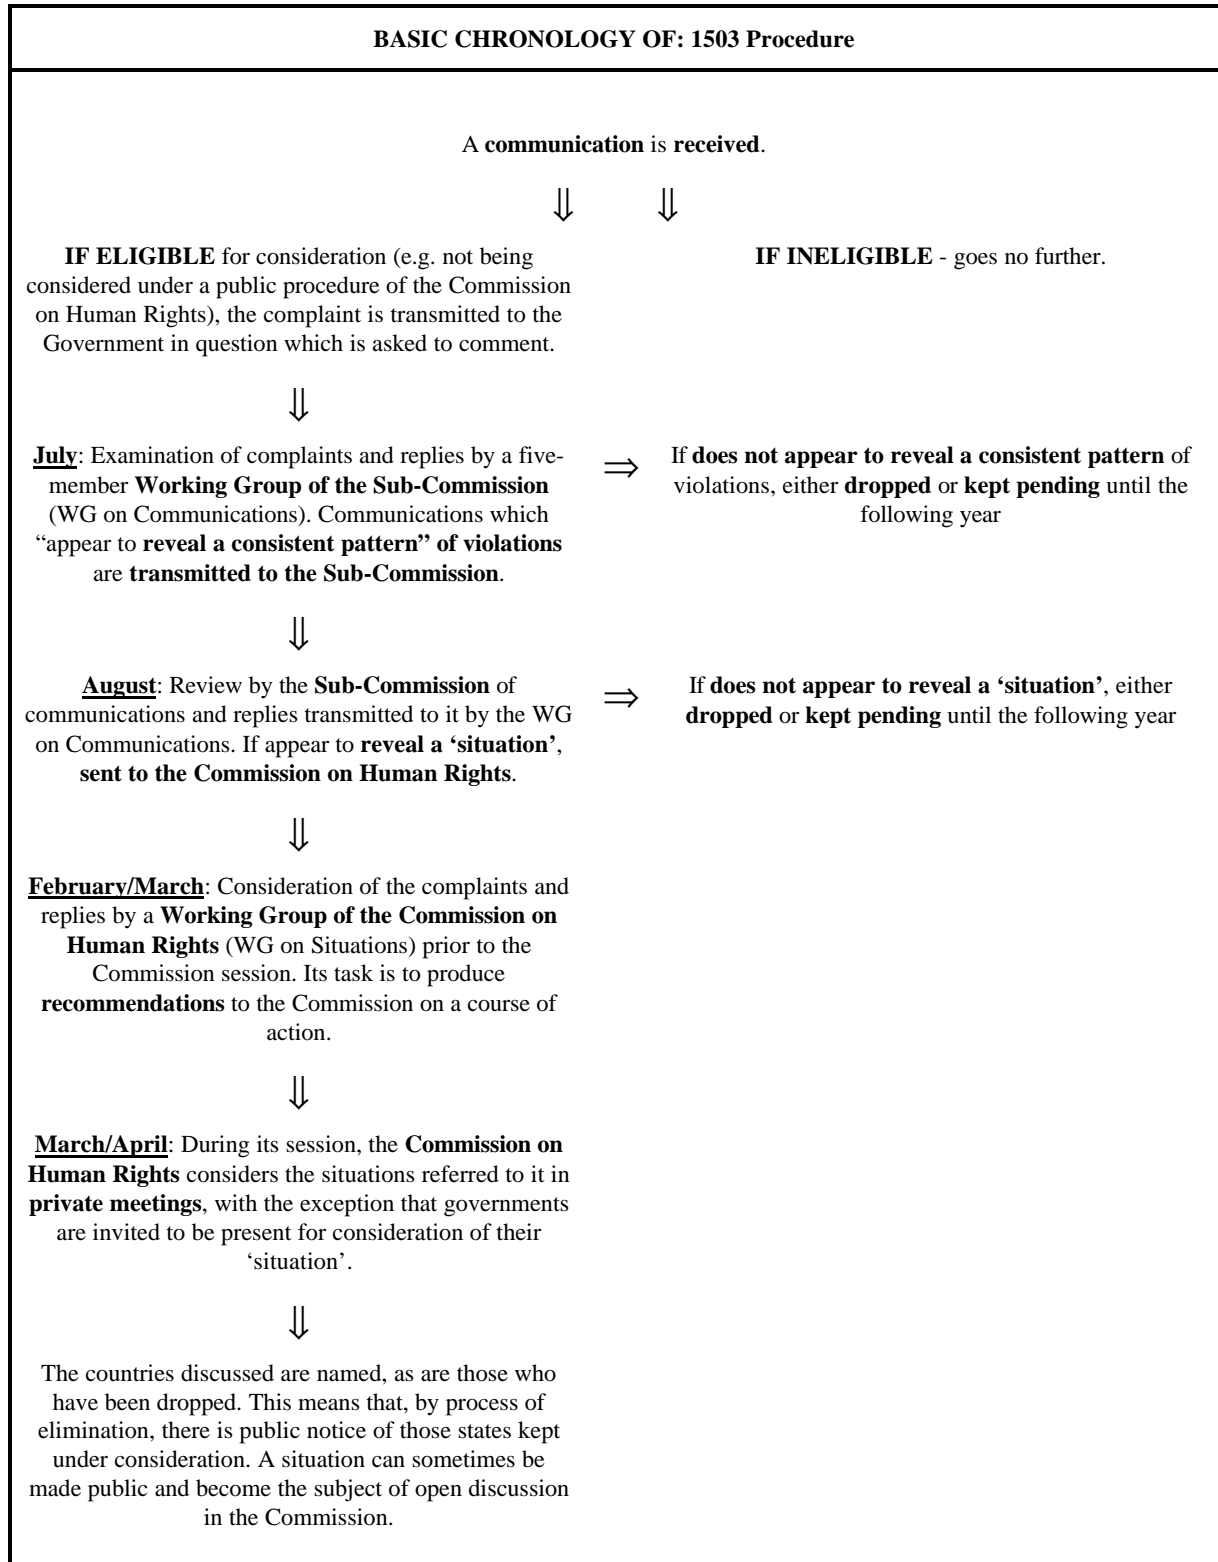 BASIC CHRONOLOGY OF: 1503 Procedure
A communication is received.
⇓ ⇓
IF ELIGIBLE for consideration (e.g. not being
considered under a public procedure of the Commission
on Human Rights), the complaint is transmitted to the
Government in question which is asked to comment.
IF INELIGIBLE - goes no further.
⇓
July: Examination of complaints and replies by a five-
member Working Group of the Sub-Commission
(WG on Communications). Communications which
“appear to reveal a consistent pattern” of violations
are transmitted to the Sub-Commission.
⇒
If does not appear to reveal a consistent pattern of
violations, either dropped or kept pending until the
following year
⇓
August: Review by the Sub-Commission of
communications and replies transmitted to it by the WG
on Communications. If appear to reveal a ‘situation’,
sent to the Commission on Human Rights.
⇒
If does not appear to reveal a ‘situation’, either
dropped or kept pending until the following year
⇓
February/March: Consideration of the complaints and
replies by a Working Group of the Commission on
Human Rights (WG on Situations) prior to the
Commission session. Its task is to produce
recommendations to the Commission on a course of
action.
⇓
March/April: During its session, the Commission on
Human Rights considers the situations referred to it in
private meetings, with the exception that governments
are invited to be present for consideration of their
‘situation’.
⇓
The countries discussed are named, as are those who
have been dropped. This means that, by process of
elimination, there is public notice of those states kept
under consideration. A situation can sometimes be
made public and become the subject of open discussion
in the Commission.